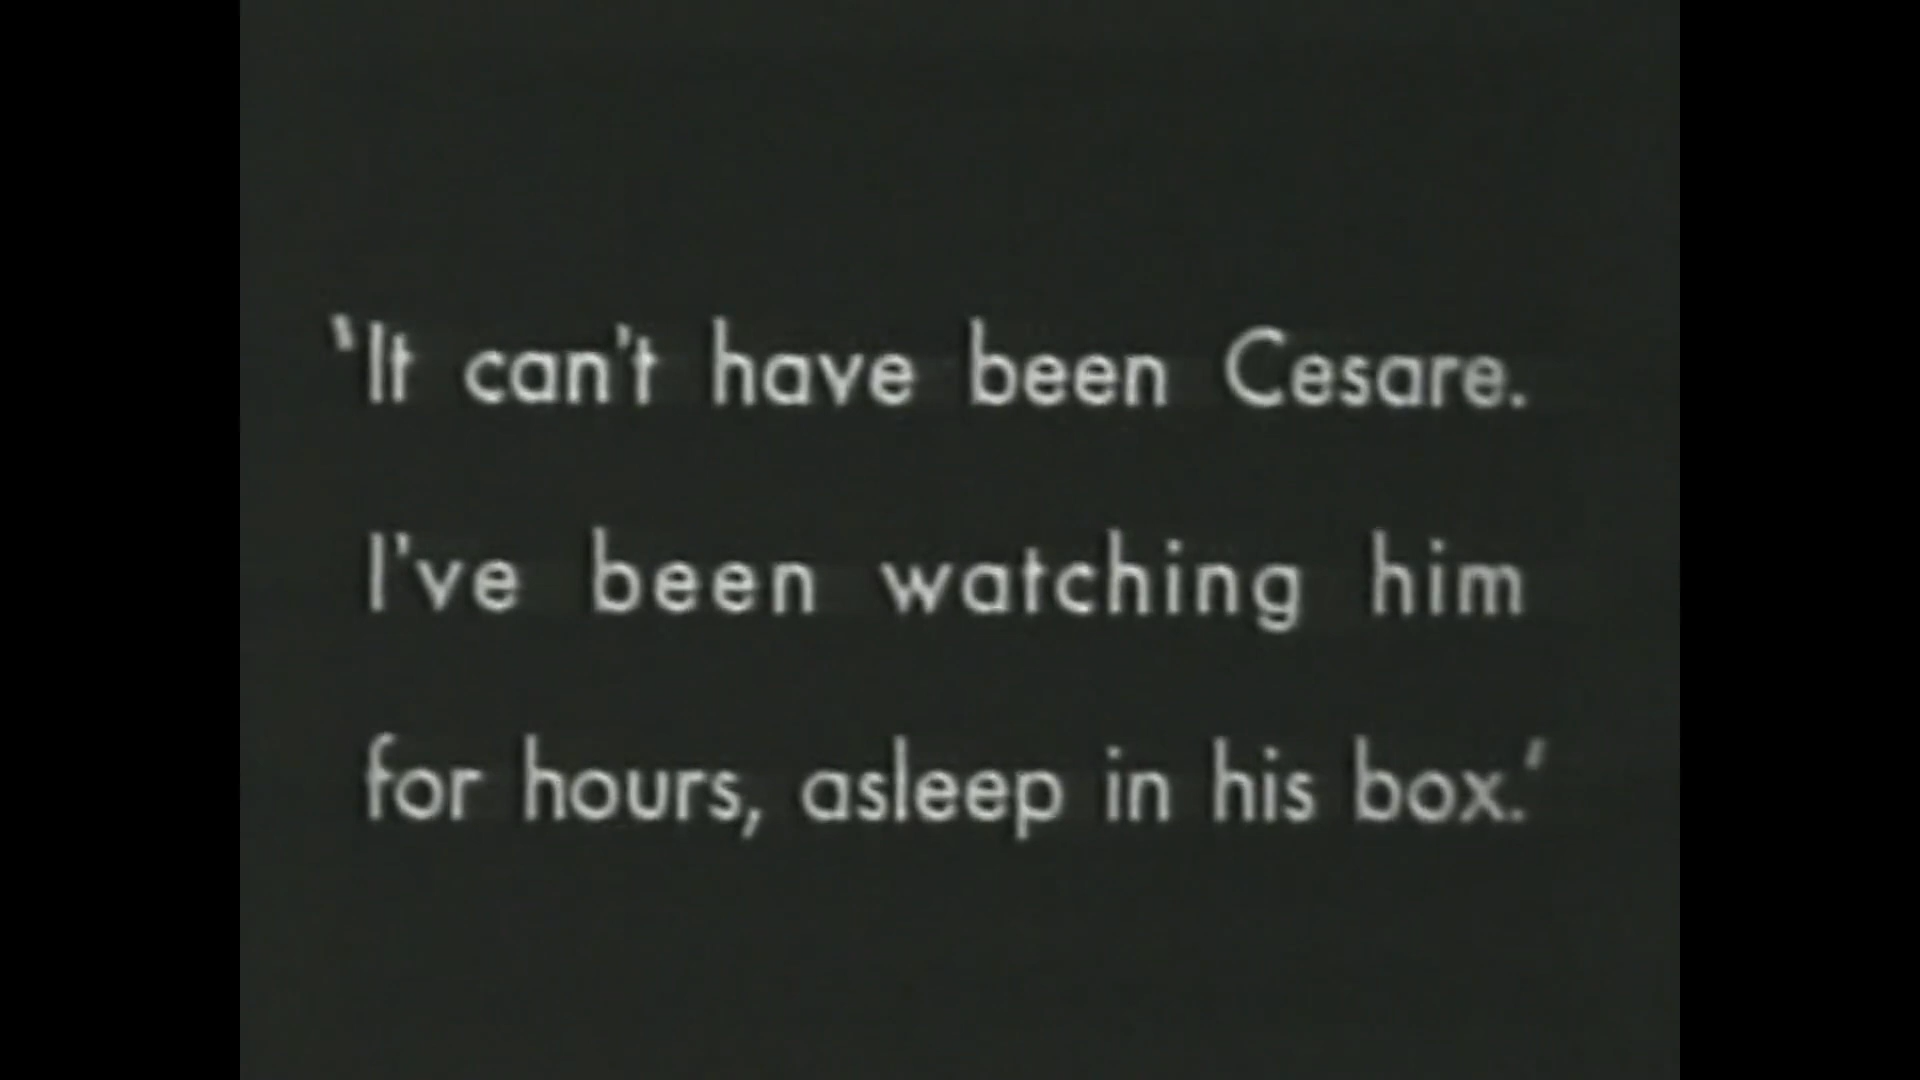 ‛It can't have been Cesare.
I've been watching him
for hours, asleep in his box.’